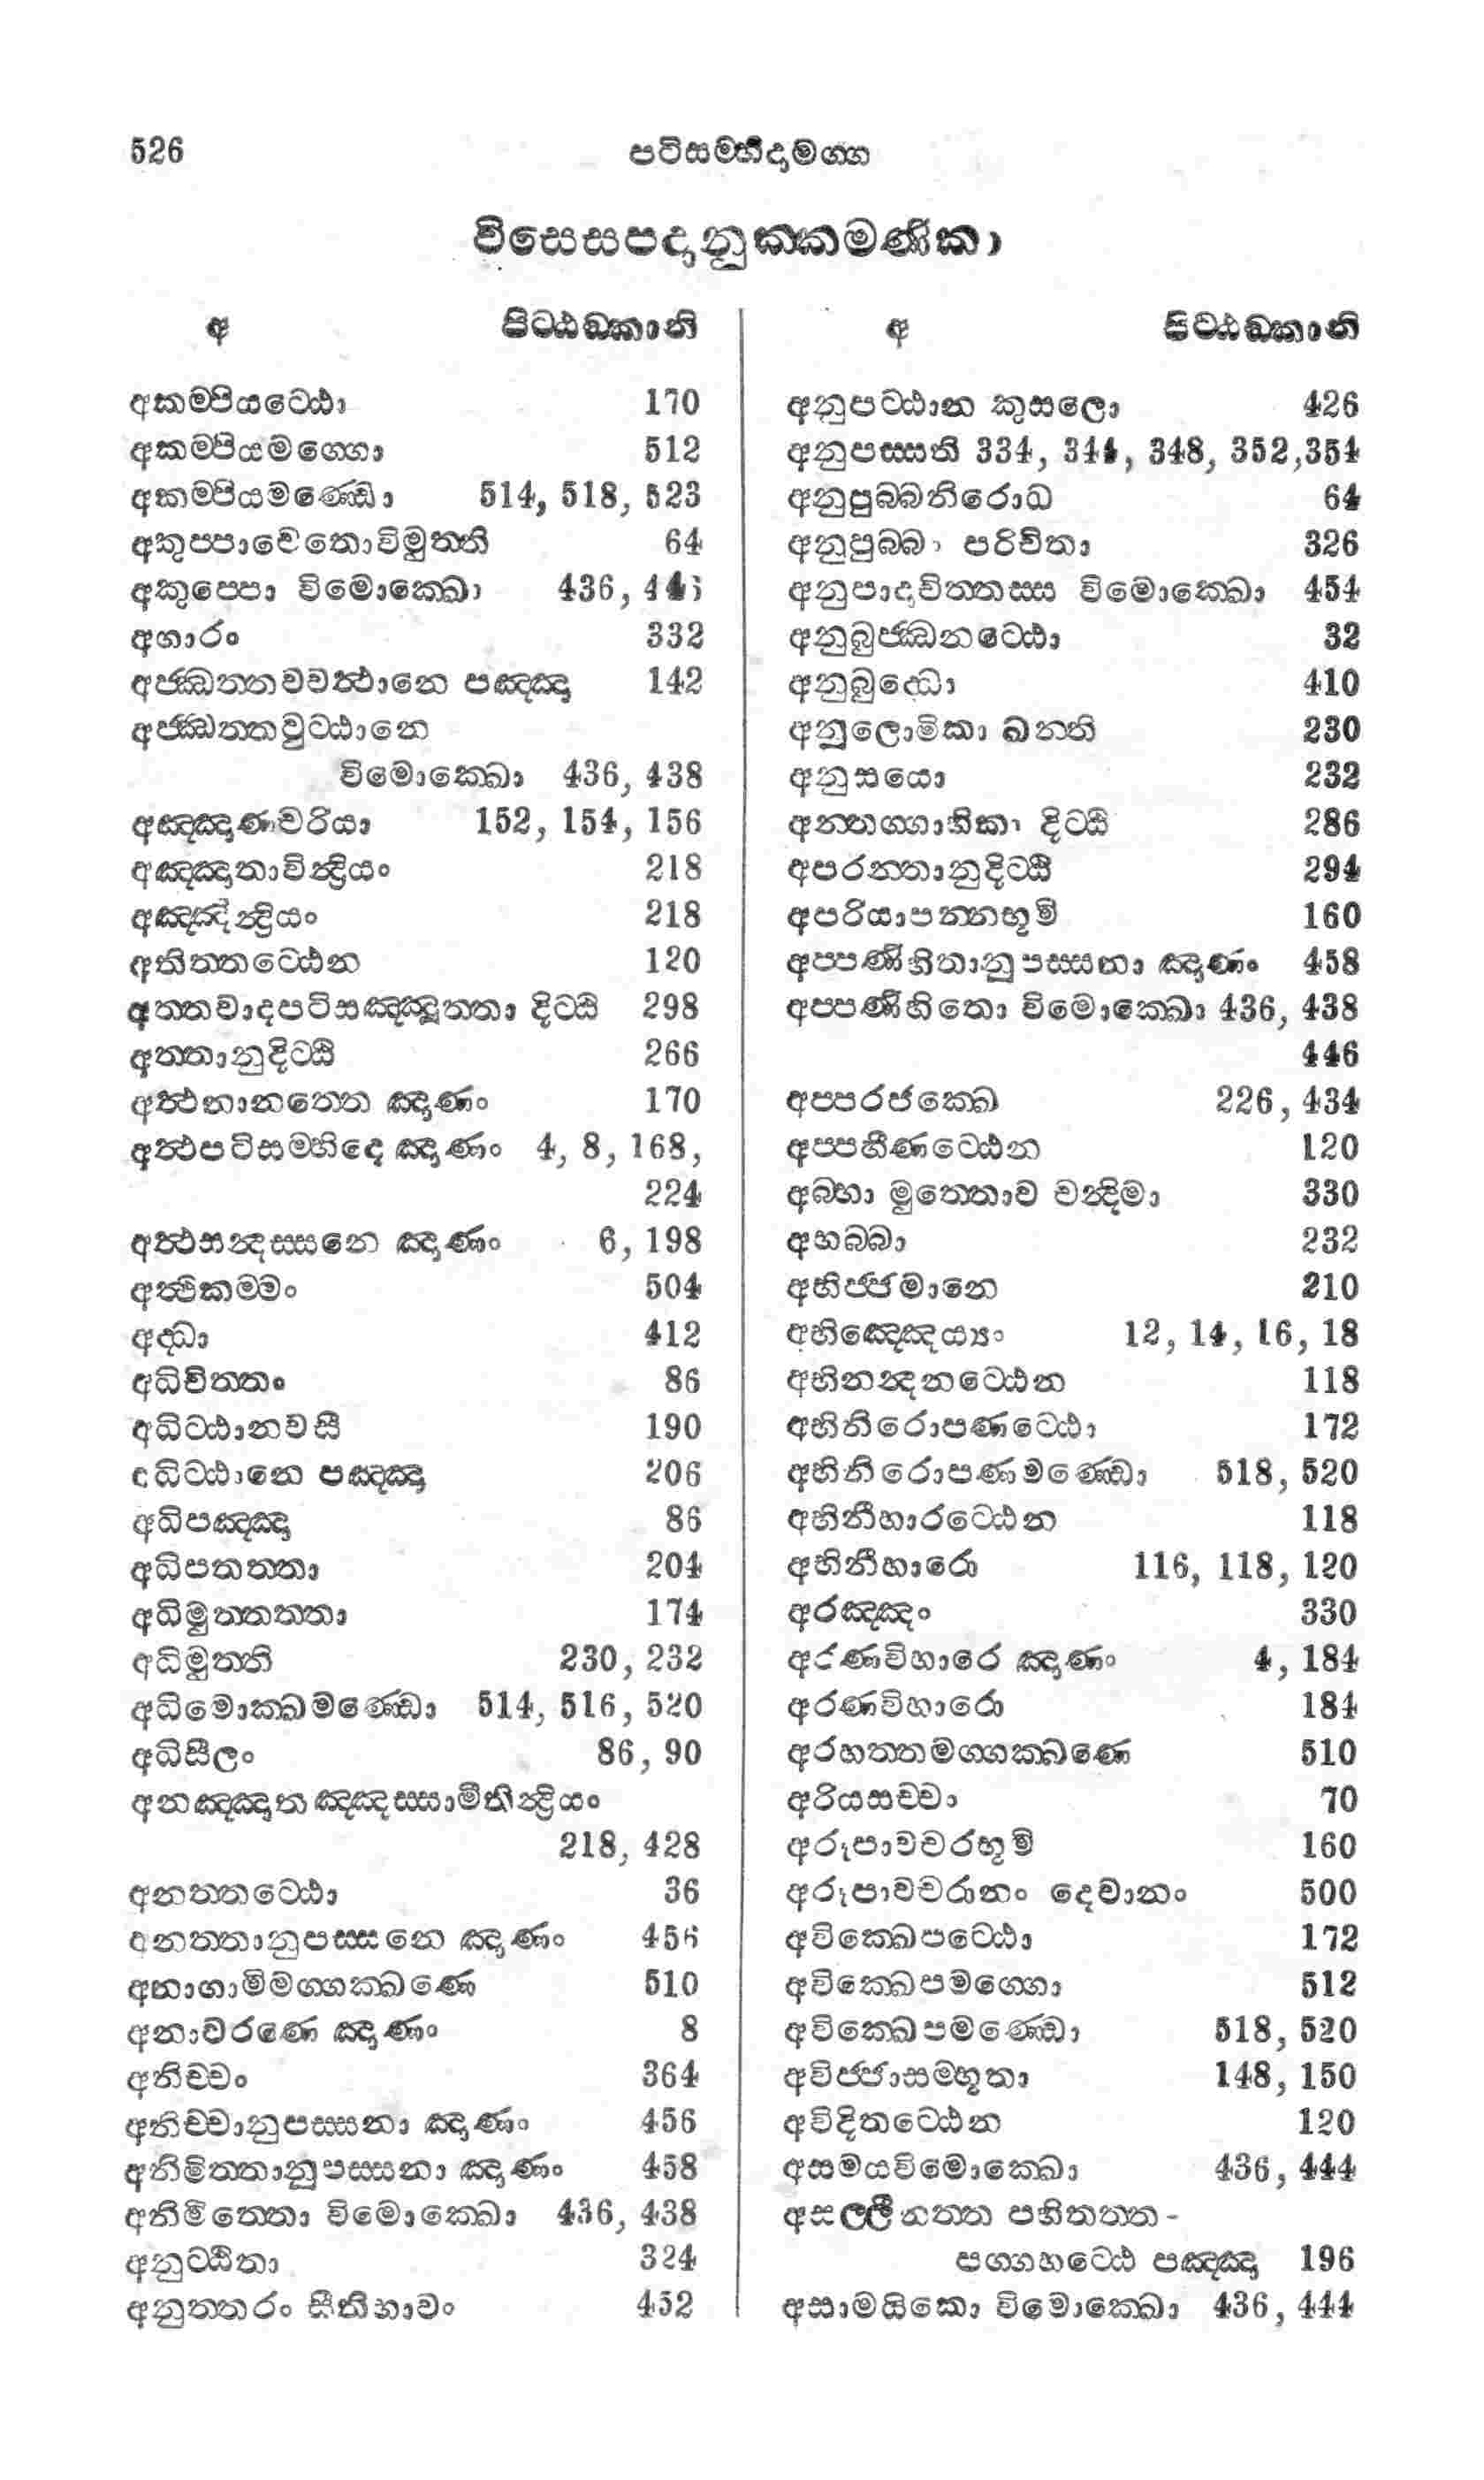 526
පටිසම්භිදාමග්ග
විසෙසපදානුක්කමණිකා
අ පිට්ඨඞ්කානි
අකම්පියට්ඨො 170
අකම්පියමග්ගො 512
අකම්පියමණ්ඩො 514, 518, 523
අකුප්පාචෙතොවිමුත්ති 64
අකුප්පො විමොක්ඛො 436,
අගාරං 332
අජ්ඣත්තවවත්ථානෙ පඤ්ඤා 142
අජ්ඣත්තවුට්ඨානෙ
විමොක්ඛො 436, 438
අඤ්ඤාණචරියා 152, 154, 156
අඤ්ඤාතාවින්ද්‍රියං 218
අඤ්ඤින්ද්‍රියං 218
අතිත්තට්ඨෙන 120
අත්තවාදපටිසඤ්ඤුත්තා දිට්ඨි 298
අත්තානුදිට්ඨි 266
අත්ථනානත්තෙ ඤාණං 170
අත්ථපටිසම්භිදෙ ඤාණං 4, 8, 168,
224
අත්ථසන්දස්සනෙ ඤාණං 6, 198
අත්ථිකම්මං 504
අද්ධා 412
අධිචිත්තං 86
අධිට්ඨානවසී 190
අධිට්ඨානෙ පඤ්ඤා 206
අධිපඤ්ඤා 86
අධිපතත්තා 204
අධිමුත්තත්තා 174
අධිමුත්ති 230, 232
අධිමොක්ඛමණ්ඩො 514, 516, 520
අධිසීලං 86, 90
අනඤ්ඤාතඤ්ඤස්සාමීතින්ද්‍රියං
218, 428
අනත්තට්ඨො 36
අනත්තානුපස්සනෙ ඤාණං 456
අනාගාමිමග්ගක්ඛණෙ 510
අනාවරණෙ ඤාණං 8
අනිච්චං 364
අනිච්චානුපස්සනා ඤාණං 456
අනිමිත්තානුපස්සනා ඤාණං 458
අනිමිත්තො විමොක්ඛො 436, 438
අනුට්ඨිතා 324
අනුත්තරං සීතිභාවං 452
අ පිට්ඨඞ්කානි
අනුපට්ඨාන කුසලො 426
අනුපස්සති 334, 344, 348, 352,354
අනුපුබ්බනිරොධ 64
අනුපුබ්බා පරිචිතා 326
අනුපාදාචිත්තස්ස විමොක්ඛො 454
අනුබුජ්ඣනට්ඨො 32
අනුබුද්ධො 410
අනුලොමිකා ඛන්ති 230
අනුසයො 232
අන්තග්ගාහිකා දිට්ඨි 286
අපරන්තානුදිට්ඨි 294
අපරියාපන්නභූමි 160
අප්පණිහිතානුපස්සනා ඤාණං 458
අප්පණිහිතො විමොක්ඛො 436, 438
446
අප්පරජක්ඛෙ 226, 434
අප්පහීණට්ඨෙන 120
අබ්භා මුත්තොව චන්දිමා 330
අභබ්බා 232
අභිජ්ජමානෙ 210
අභිඤ්ඤෙය්‍යා 12, 14, 16, 18
අභිනන්දනට්ඨෙන 118
අභිනිරොපණට්ඨො 172
අභිනිරොපණමණ්ඩො 518, 520
අභිනීහාරට්ඨෙන 118
අභිනීහාරො 116, 118, 120
අරඤ්ඤං 330
අරණවිහාරෙ ඤාණං 4, 184
අරණවිහාරො 184
අරහත්තමග්ගක්ඛණෙ 510
අරියසච්චා 70
අරූපාවචරභූමි 160
අරූපාවචරානං දෙවානං 500
අවික්ඛෙපට්ඨො 172
අවික්ඛෙපමග්ගො 512
අවික්ඛෙපමණ්ඩො 518, 520
අවිජ්ජාසම්භූතා 148, 150
අවිදිතට්ඨෙන 120
අසමයවිමොක්ඛො 436, 444
අසල්ලීනත්ත පහිතත්ත-
පග්ගහට්ඨෙ පඤ්ඤා 196
අසාමයිකො විමොක්ඛො 436, 444